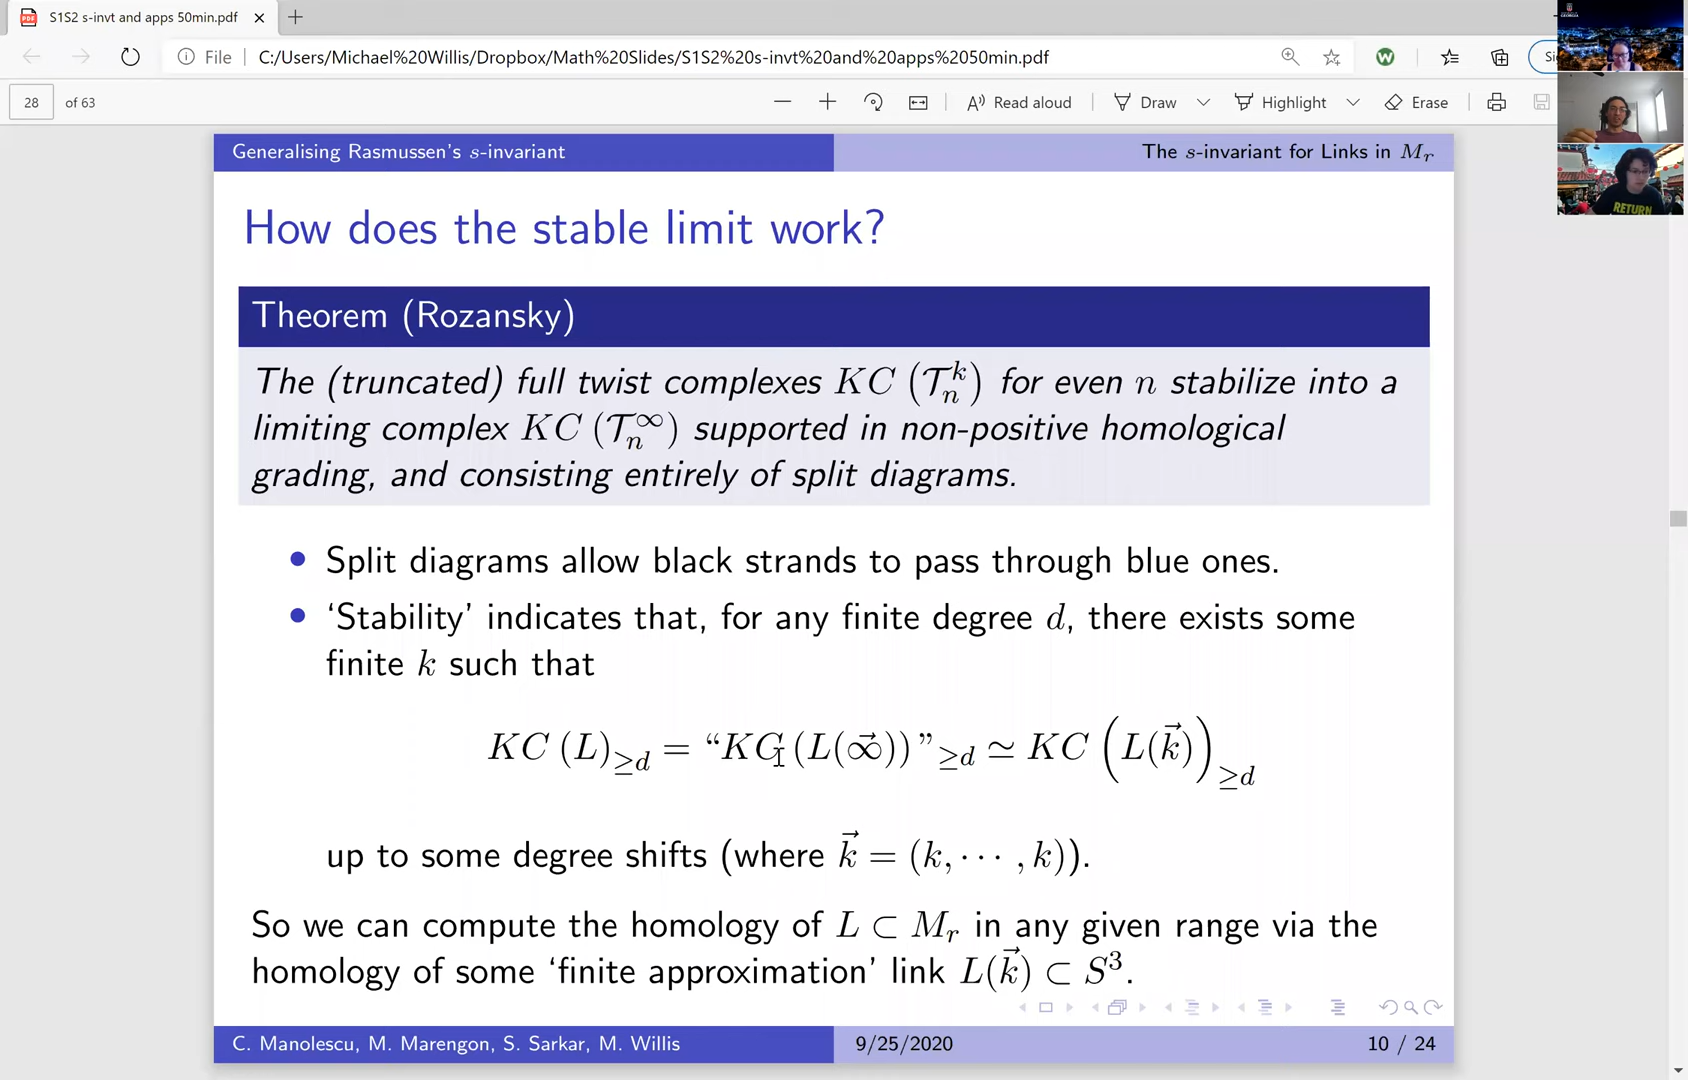 S1S2 s-invt and apps 50min.pdf
File
C:/Users/Michael%20Willis/Dropbox/Math%20Slides/S1S2%20s-invt%20and%20apps%2050min.pdf
28 of 63
Read aloud
Draw
Highlight
Erase
Generalising Rasmussen's s-invariant
The s-invariant for Links in M_r
How does the stable limit work?
Theorem (Rozansky)
The (truncated) full twist complexes KC (T_n^k) for even n stabilize into a
limiting complex KC (T_n^∞) supported in non-positive homological
grading, and consisting entirely of split diagrams.
• Split diagrams allow black strands to pass through blue ones.
• ‘Stability’ indicates that, for any finite degree d, there exists some
finite k such that
KC (L)_{≥d} = “KC (L(\vec{∞}))”_{≥d} ≃ KC (L(\vec{k}))_{≥d}
up to some degree shifts (where \vec{k} = (k, ⋯ , k)).
So we can compute the homology of L ⊂ M_r in any given range via the
homology of some ‘finite approximation’ link L(\vec{k}) ⊂ S^3.
C. Manolescu, M. Marengon, S. Sarkar, M. Willis
9/25/2020
10 / 24
RETURN